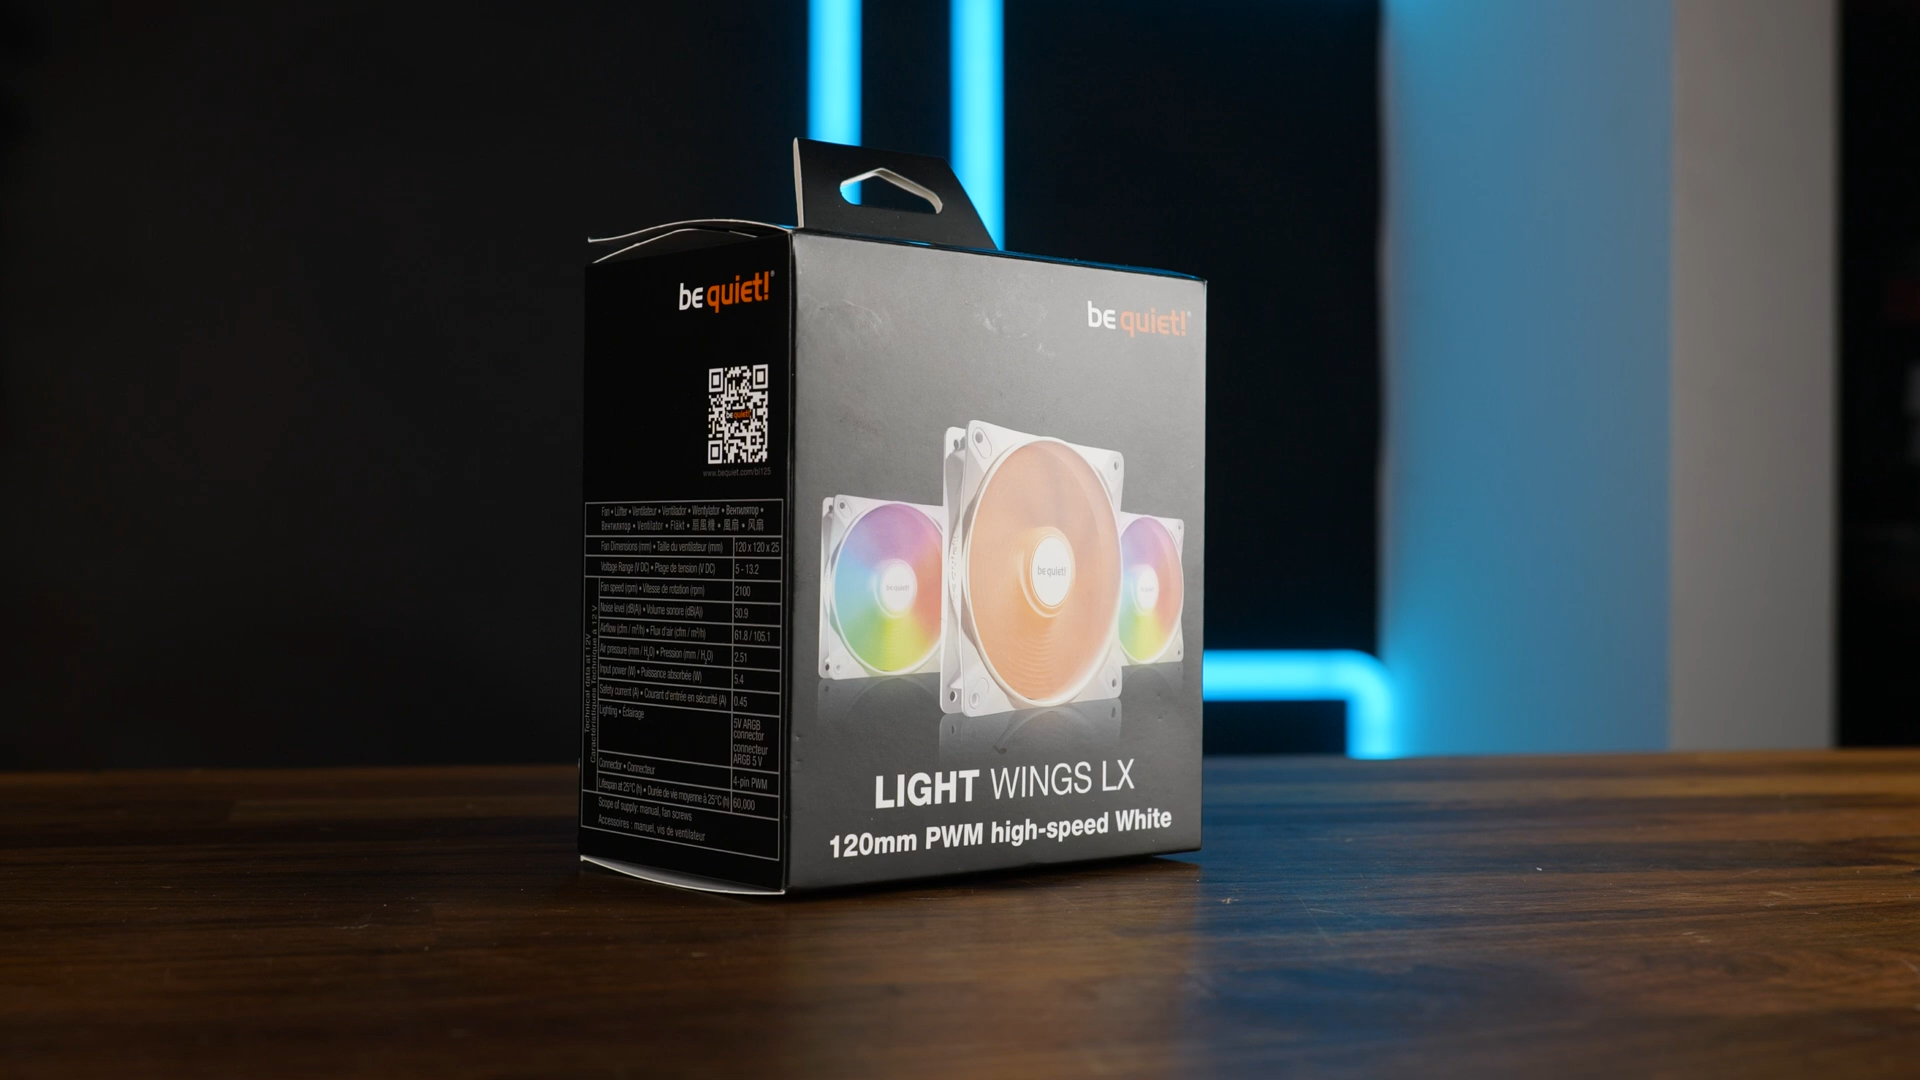 be quiet!®
be quiet!
www.bequiet.com/bl125
Fan • Lüfter • Ventilateur • Ventilador • Wentylator • Вентилятор •
Вентилятор • Ventilator • Fläkt • 扇風機 • 風扇 • 风扇
Fan Dimensions (mm) • Taille du ventilateur (mm) 120 x 120 x 25
Voltage Range (V DC) • Plage de tension (V DC) 5 - 13.2
Technical data at 12V
Caractéristiques Technique à 12 V
Fan speed (rpm) • Vitesse de rotation (rpm) 2100
Noise level (dB(A)) • Volume sonore (dB(A)) 30.9
Airflow (cfm / m³/h) • Flux d'air (cfm / m³/h) 61.8 / 105.1
Air pressure (mm / H₂O) • Pression (mm / H₂O) 2.51
Input power (W) • Puissance absorbée (W) 5.4
Safety current (A) • Courant d'entrée en sécurité (A) 0.45
Lighting • Éclairage 5V ARGB
connector
connecteur
ARGB 5 V
Connector • Connecteur 4-pin PWM
Lifespan at 25°C (h) • Durée de vie moyenne à 25°C (h) 60,000
Scope of supply: manual, fan screws
Accessoires : manuel, vis de ventilateur
be quiet!®
be quiet!
be quiet!
LIGHT WINGS LX
120mm PWM high-speed White